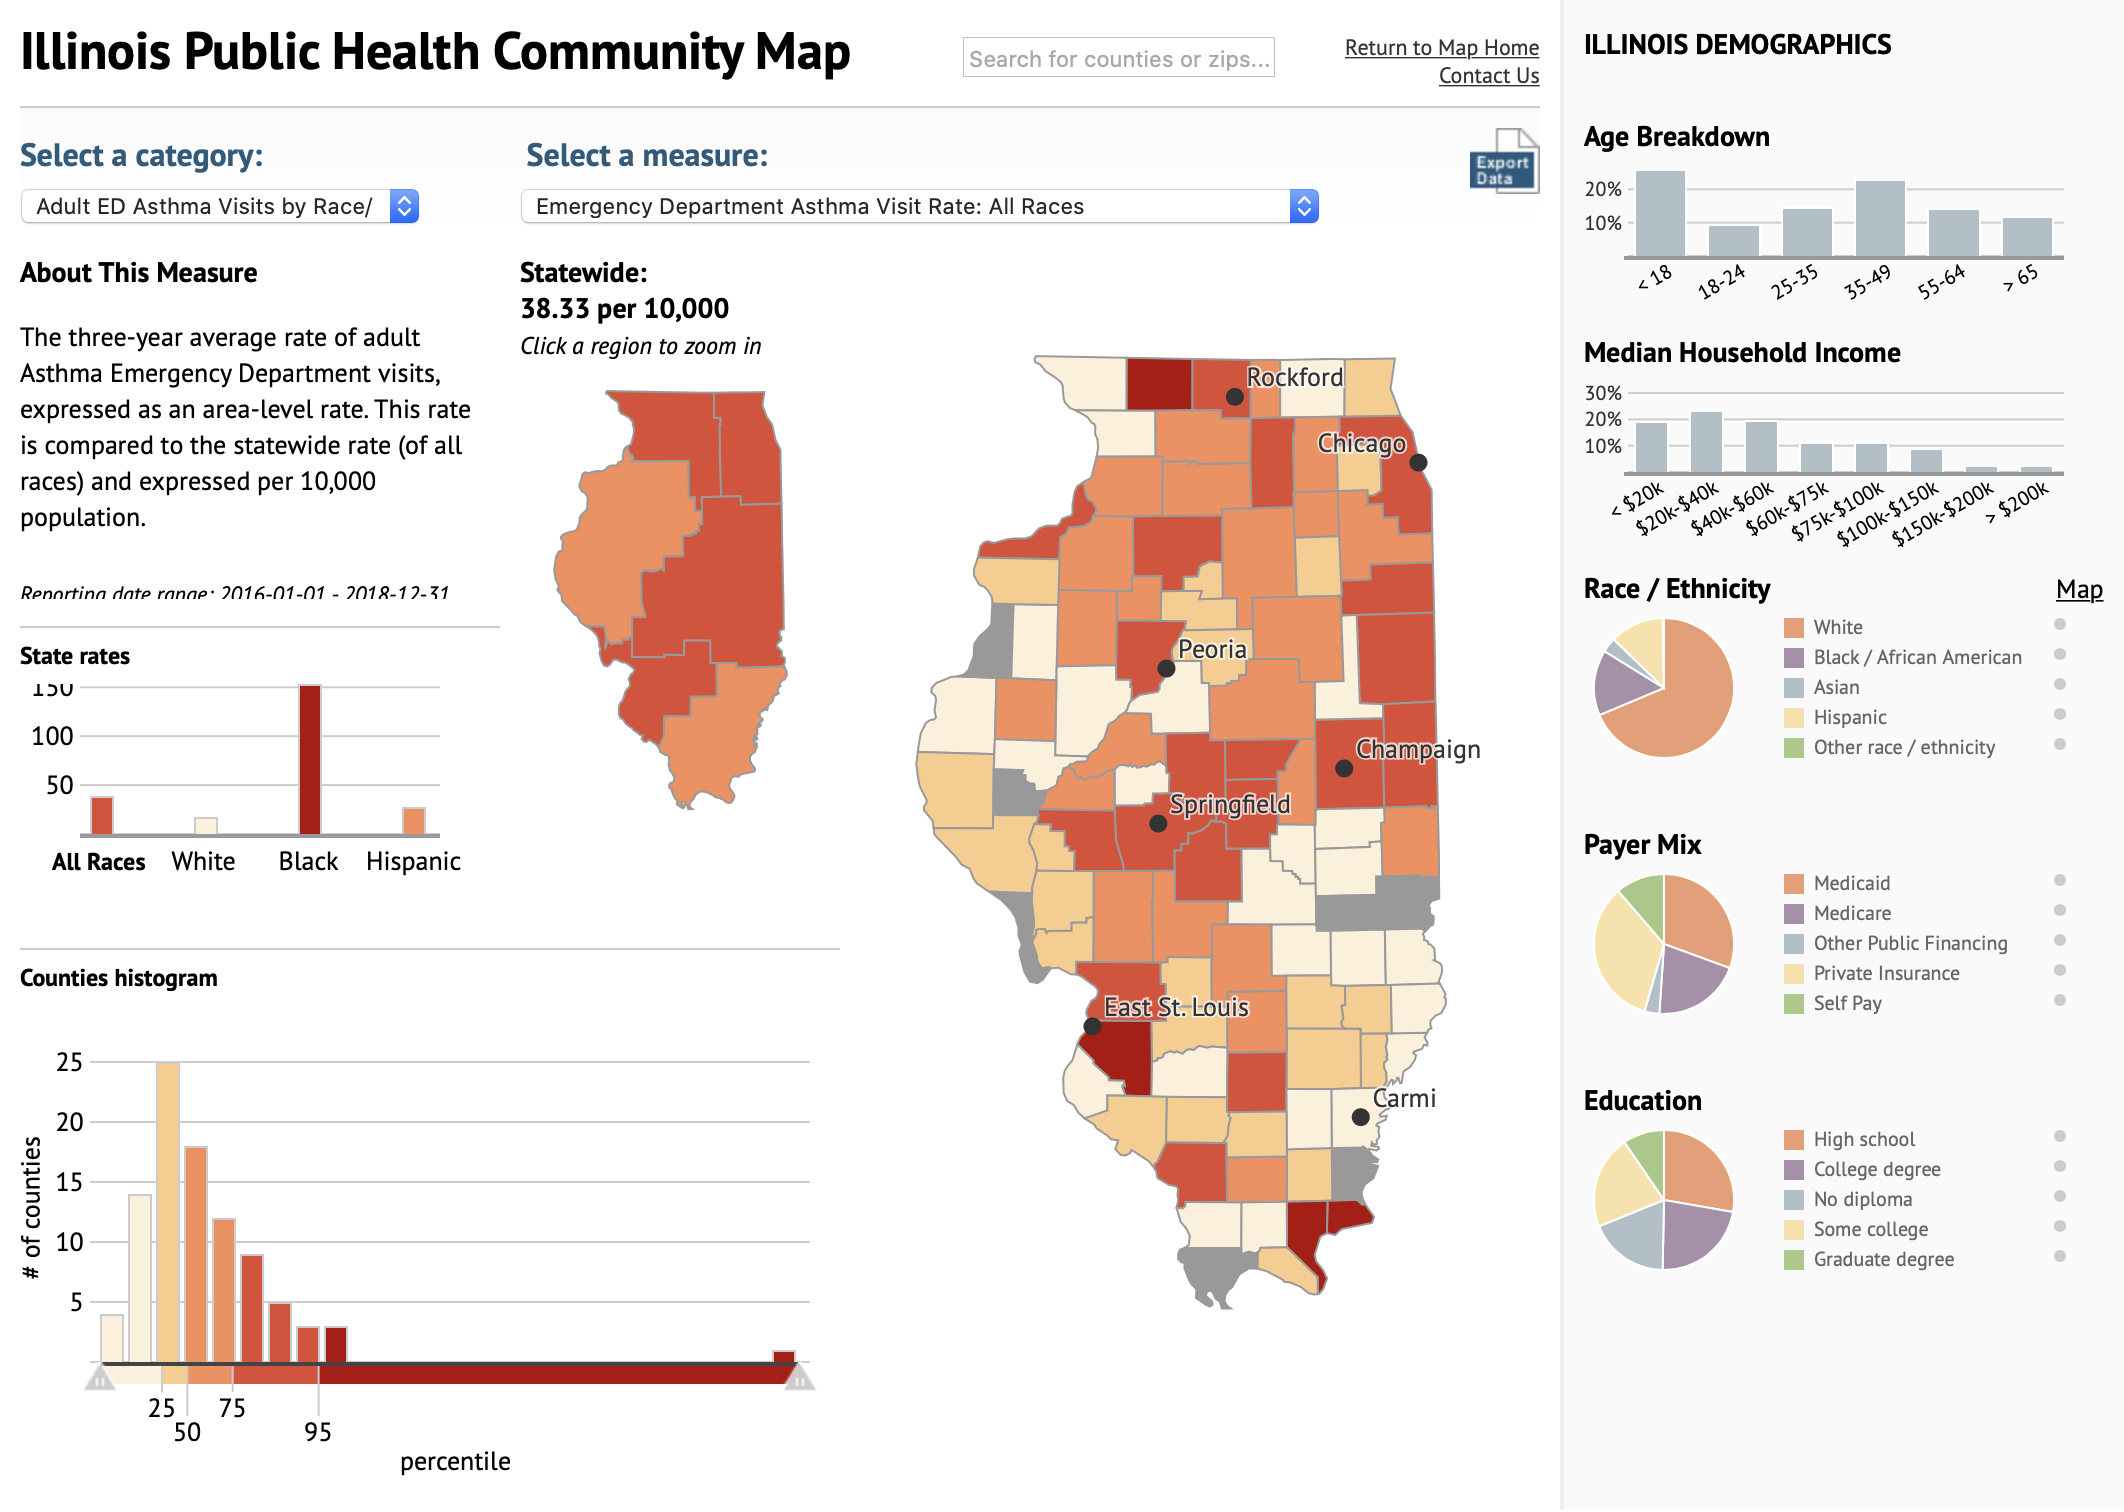 Illinois Public Health Community Map
Search for counties or zips...
Return to Map Home
Contact Us
Select a category:
Adult ED Asthma Visits by Race/
Select a measure:
Emergency Department Asthma Visit Rate: All Races
Export
Data
About This Measure
The three-year average rate of adult
Asthma Emergency Department visits,
expressed as an area-level rate. This rate
is compared to the statewide rate (of all
races) and expressed per 10,000
population.
Reporting date range: 2016-01-01 - 2018-12-31
Statewide:
38.33 per 10,000
Click a region to zoom in
State rates
150
100
50
All Races
White
Black
Hispanic
Counties histogram
# of counties
25
20
15
10
5
25
50
75
95
percentile
Rockford
Chicago
Peoria
Champaign
Springfield
East St. Louis
Carmi
ILLINOIS DEMOGRAPHICS
Age Breakdown
20%
10%
< 18
18-24
25-35
35-49
55-64
> 65
Median Household Income
30%
20%
10%
< $20k
$20k-$40k
$40k-$60k
$60k-$75k
$75k-$100k
$100k-$150k
$150k-$200k
> $200k
Race / Ethnicity
Map
White
Black / African American
Asian
Hispanic
Other race / ethnicity
Payer Mix
Medicaid
Medicare
Other Public Financing
Private Insurance
Self Pay
Education
High school
College degree
No diploma
Some college
Graduate degree